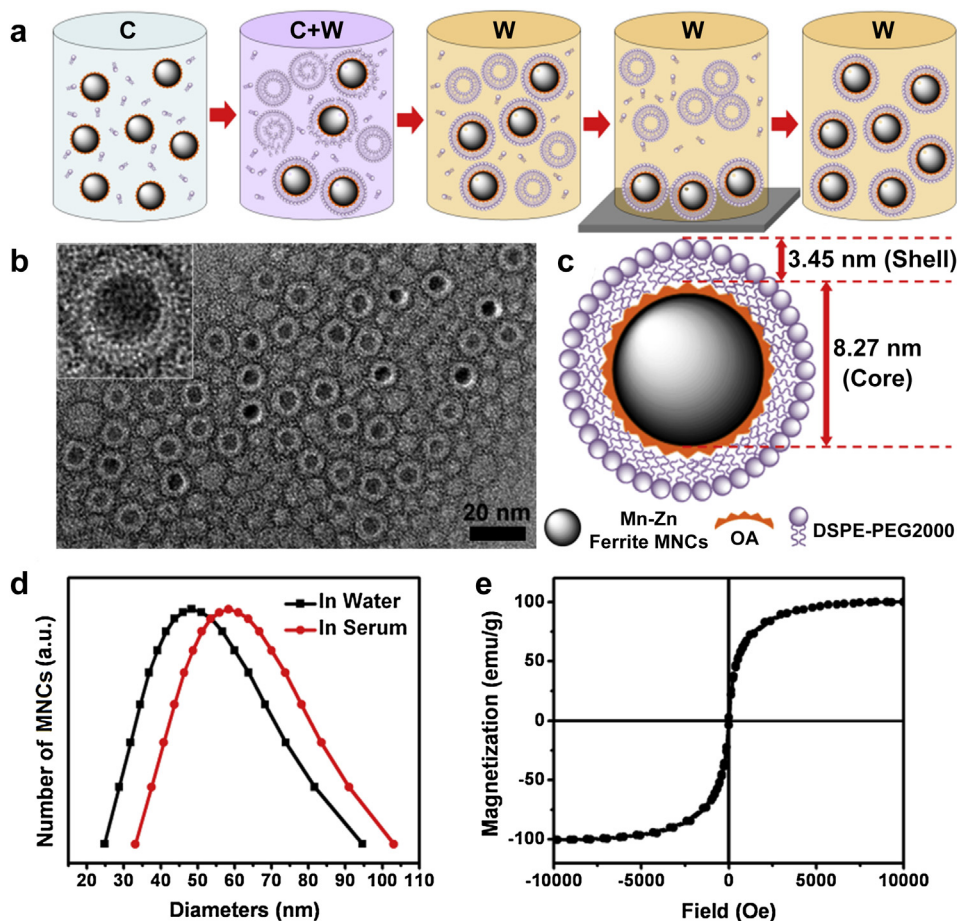 a
C
C+W
W
W
W
b
20 nm
c
3.45 nm (Shell)
8.27 nm
(Core)
Mn-Zn
Ferrite MNCs
OA
DSPE-PEG2000
d
Number of MNCs (a.u.)
In Water
In Serum
20 30 40 50 60 70 80 90 100 110
Diameters (nm)
e
Magnetization (emu/g)
100
50
0
-50
-100
-10000 -5000 0 5000 10000
Field (Oe)